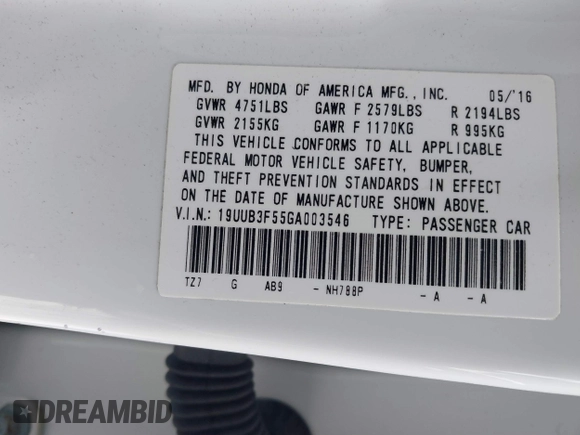 MFD. BY HONDA OF AMERICA MFG., INC. 05/'16
GVWR 4751LBS GAWR F 2579LBS R 2194LBS
GVWR 2155KG GAWR F 1170KG R 995KG
THIS VEHICLE CONFORMS TO ALL APPLICABLE
FEDERAL MOTOR VEHICLE SAFETY, BUMPER,
AND THEFT PREVENTION STANDARDS IN EFFECT
ON THE DATE OF MANUFACTURE SHOWN ABOVE.
V.I.N.: 19UUB3F55GA003546 TYPE: PASSENGER CAR
TZ7 G AB9 - NH788P - A - A
DREAMBID